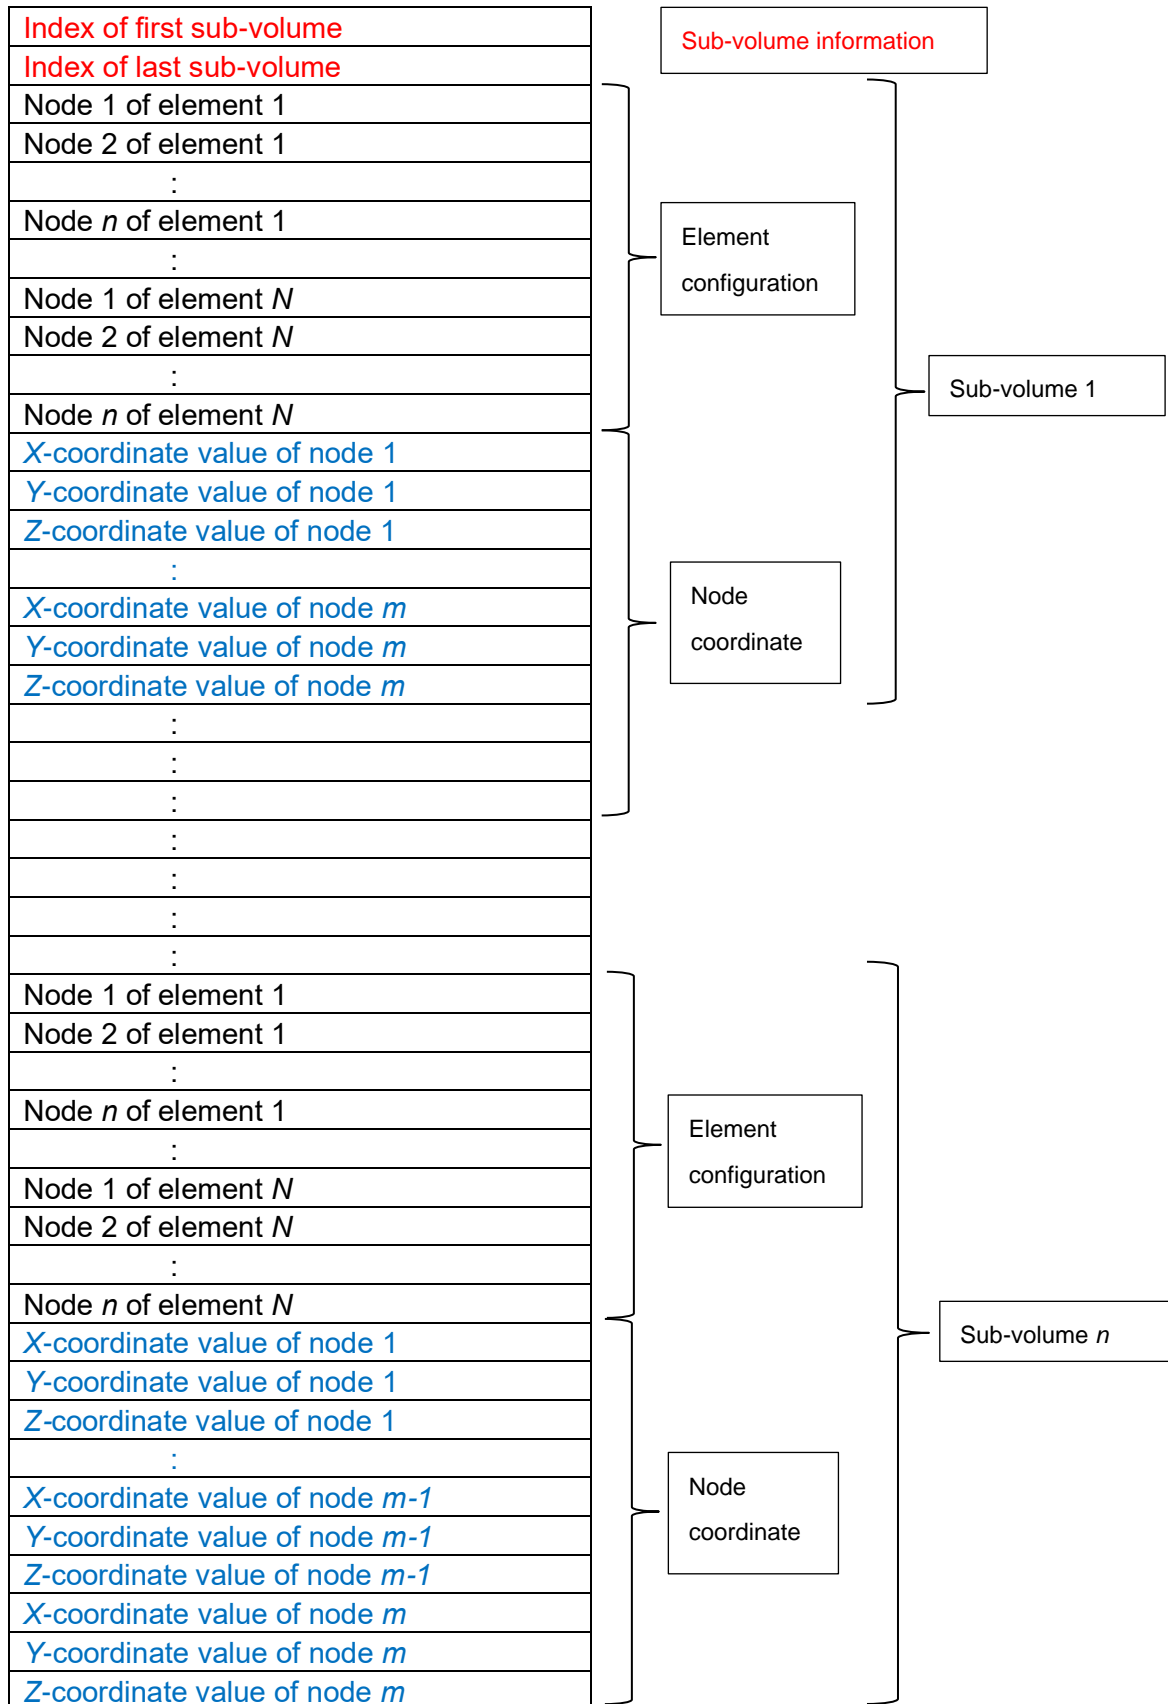 Index of first sub-volume
Index of last sub-volume
Sub-volume information
Node 1 of element 1
Node 2 of element 1
:
Node n of element 1
:
Node 1 of element N
Node 2 of element N
:
Node n of element N
Element
configuration
Sub-volume 1
X-coordinate value of node 1
Y-coordinate value of node 1
Z-coordinate value of node 1
:
X-coordinate value of node m
Y-coordinate value of node m
Z-coordinate value of node m
Node
coordinate
:
:
:
:
:
:
:
Node 1 of element 1
Node 2 of element 1
:
Node n of element 1
:
Node 1 of element N
Node 2 of element N
:
Node n of element N
Element
configuration
Sub-volume n
X-coordinate value of node 1
Y-coordinate value of node 1
Z-coordinate value of node 1
:
X-coordinate value of node m-1
Y-coordinate value of node m-1
Z-coordinate value of node m-1
X-coordinate value of node m
Y-coordinate value of node m
Z-coordinate value of node m
Node
coordinate